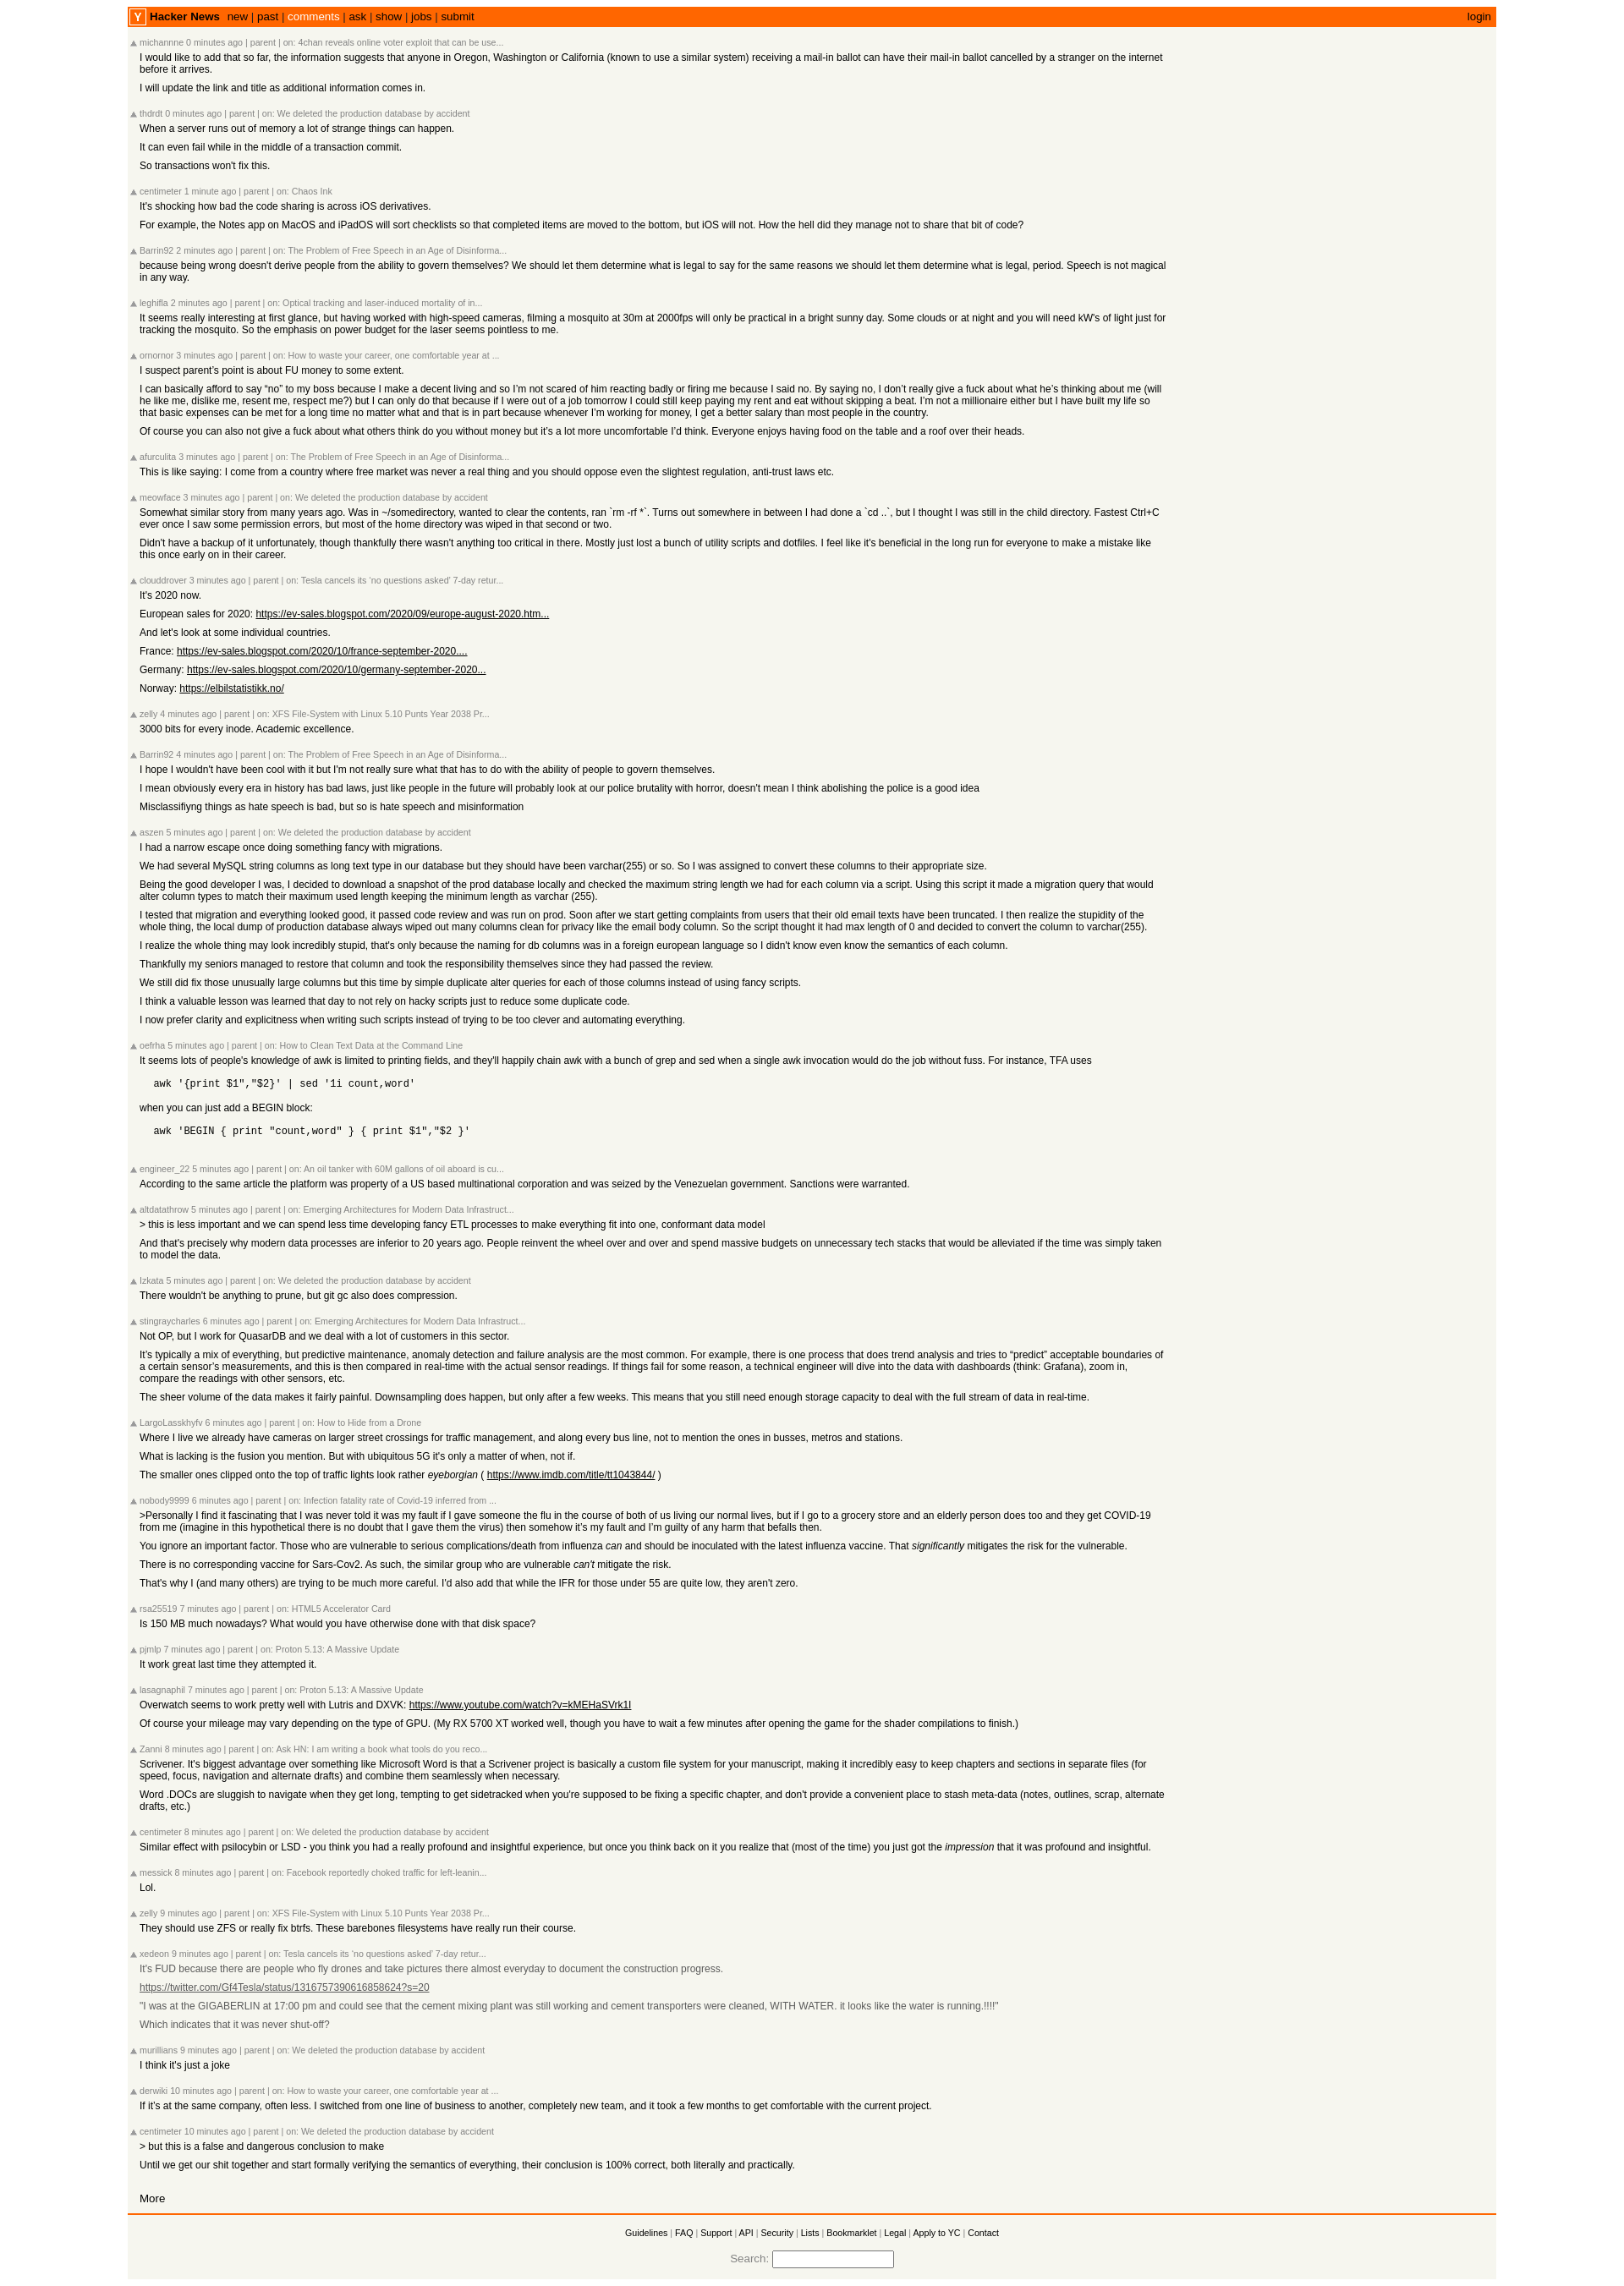 Y Hacker News new | past | comments | ask | show | jobs | submit login
michannne 0 minutes ago | parent | on: 4chan reveals online voter exploit that can be use...
I would like to add that so far, the information suggests that anyone in Oregon, Washington or California (known to use a similar system) receiving a mail-in ballot can have their mail-in ballot cancelled by a stranger on the internet
before it arrives.
I will update the link and title as additional information comes in.
thdrdt 0 minutes ago | parent | on: We deleted the production database by accident
When a server runs out of memory a lot of strange things can happen.
It can even fail while in the middle of a transaction commit.
So transactions won't fix this.
centimeter 1 minute ago | parent | on: Chaos Ink
It's shocking how bad the code sharing is across iOS derivatives.
For example, the Notes app on MacOS and iPadOS will sort checklists so that completed items are moved to the bottom, but iOS will not. How the hell did they manage not to share that bit of code?
Barrin92 2 minutes ago | parent | on: The Problem of Free Speech in an Age of Disinforma...
because being wrong doesn't derive people from the ability to govern themselves? We should let them determine what is legal to say for the same reasons we should let them determine what is legal, period. Speech is not magical
in any way.
leghifla 2 minutes ago | parent | on: Optical tracking and laser-induced mortality of in...
It seems really interesting at first glance, but having worked with high-speed cameras, filming a mosquito at 30m at 2000fps will only be practical in a bright sunny day. Some clouds or at night and you will need kW's of light just for
tracking the mosquito. So the emphasis on power budget for the laser seems pointless to me.
ornornor 3 minutes ago | parent | on: How to waste your career, one comfortable year at ...
I suspect parent’s point is about FU money to some extent.
I can basically afford to say “no” to my boss because I make a decent living and so I’m not scared of him reacting badly or firing me because I said no. By saying no, I don’t really give a fuck about what he’s thinking about me (will
he like me, dislike me, resent me, respect me?) but I can only do that because if I were out of a job tomorrow I could still keep paying my rent and eat without skipping a beat. I’m not a millionaire either but I have built my life so
that basic expenses can be met for a long time no matter what and that is in part because whenever I’m working for money, I get a better salary than most people in the country.
Of course you can also not give a fuck about what others think do you without money but it’s a lot more uncomfortable I’d think. Everyone enjoys having food on the table and a roof over their heads.
afurculita 3 minutes ago | parent | on: The Problem of Free Speech in an Age of Disinforma...
This is like saying: I come from a country where free market was never a real thing and you should oppose even the slightest regulation, anti-trust laws etc.
meowface 3 minutes ago | parent | on: We deleted the production database by accident
Somewhat similar story from many years ago. Was in ~/somedirectory, wanted to clear the contents, ran `rm -rf *`. Turns out somewhere in between I had done a `cd ..`, but I thought I was still in the child directory. Fastest Ctrl+C
ever once I saw some permission errors, but most of the home directory was wiped in that second or two.
Didn't have a backup of it unfortunately, though thankfully there wasn't anything too critical in there. Mostly just lost a bunch of utility scripts and dotfiles. I feel like it's beneficial in the long run for everyone to make a mistake like
this once early on in their career.
clouddrover 3 minutes ago | parent | on: Tesla cancels its ‘no questions asked’ 7-day retur...
It's 2020 now.
European sales for 2020: https://ev-sales.blogspot.com/2020/09/europe-august-2020.htm...
And let's look at some individual countries.
France: https://ev-sales.blogspot.com/2020/10/france-september-2020....
Germany: https://ev-sales.blogspot.com/2020/10/germany-september-2020...
Norway: https://elbilstatistikk.no/
zelly 4 minutes ago | parent | on: XFS File-System with Linux 5.10 Punts Year 2038 Pr...
3000 bits for every inode. Academic excellence.
Barrin92 4 minutes ago | parent | on: The Problem of Free Speech in an Age of Disinforma...
I hope I wouldn't have been cool with it but I'm not really sure what that has to do with the ability of people to govern themselves.
I mean obviously every era in history has bad laws, just like people in the future will probably look at our police brutality with horror, doesn't mean I think abolishing the police is a good idea
Misclassifiyng things as hate speech is bad, but so is hate speech and misinformation
aszen 5 minutes ago | parent | on: We deleted the production database by accident
I had a narrow escape once doing something fancy with migrations.
We had several MySQL string columns as long text type in our database but they should have been varchar(255) or so. So I was assigned to convert these columns to their appropriate size.
Being the good developer I was, I decided to download a snapshot of the prod database locally and checked the maximum string length we had for each column via a script. Using this script it made a migration query that would
alter column types to match their maximum used length keeping the minimum length as varchar (255).
I tested that migration and everything looked good, it passed code review and was run on prod. Soon after we start getting complaints from users that their old email texts have been truncated. I then realize the stupidity of the
whole thing, the local dump of production database always wiped out many columns clean for privacy like the email body column. So the script thought it had max length of 0 and decided to convert the column to varchar(255).
I realize the whole thing may look incredibly stupid, that's only because the naming for db columns was in a foreign european language so I didn't know even know the semantics of each column.
Thankfully my seniors managed to restore that column and took the responsibility themselves since they had passed the review.
We still did fix those unusually large columns but this time by simple duplicate alter queries for each of those columns instead of using fancy scripts.
I think a valuable lesson was learned that day to not rely on hacky scripts just to reduce some duplicate code.
I now prefer clarity and explicitness when writing such scripts instead of trying to be too clever and automating everything.
oefrha 5 minutes ago | parent | on: How to Clean Text Data at the Command Line
It seems lots of people's knowledge of awk is limited to printing fields, and they'll happily chain awk with a bunch of grep and sed when a single awk invocation would do the job without fuss. For instance, TFA uses
awk '{print $1","$2}' | sed '1i count,word'
when you can just add a BEGIN block:
awk 'BEGIN { print "count,word" } { print $1","$2 }'
engineer_22 5 minutes ago | parent | on: An oil tanker with 60M gallons of oil aboard is cu...
According to the same article the platform was property of a US based multinational corporation and was seized by the Venezuelan government. Sanctions were warranted.
altdatathrow 5 minutes ago | parent | on: Emerging Architectures for Modern Data Infrastruct...
> this is less important and we can spend less time developing fancy ETL processes to make everything fit into one, conformant data model
And that's precisely why modern data processes are inferior to 20 years ago. People reinvent the wheel over and over and spend massive budgets on unnecessary tech stacks that would be alleviated if the time was simply taken
to model the data.
Izkata 5 minutes ago | parent | on: We deleted the production database by accident
There wouldn't be anything to prune, but git gc also does compression.
stingraycharles 6 minutes ago | parent | on: Emerging Architectures for Modern Data Infrastruct...
Not OP, but I work for QuasarDB and we deal with a lot of customers in this sector.
It’s typically a mix of everything, but predictive maintenance, anomaly detection and failure analysis are the most common. For example, there is one process that does trend analysis and tries to “predict” acceptable boundaries of
a certain sensor’s measurements, and this is then compared in real-time with the actual sensor readings. If things fail for some reason, a technical engineer will dive into the data with dashboards (think: Grafana), zoom in,
compare the readings with other sensors, etc.
The sheer volume of the data makes it fairly painful. Downsampling does happen, but only after a few weeks. This means that you still need enough storage capacity to deal with the full stream of data in real-time.
LargoLasskhyfv 6 minutes ago | parent | on: How to Hide from a Drone
Where I live we already have cameras on larger street crossings for traffic management, and along every bus line, not to mention the ones in busses, metros and stations.
What is lacking is the fusion you mention. But with ubiquitous 5G it's only a matter of when, not if.
The smaller ones clipped onto the top of traffic lights look rather eyeborgian ( https://www.imdb.com/title/tt1043844/ )
nobody9999 6 minutes ago | parent | on: Infection fatality rate of Covid-19 inferred from ...
>Personally I find it fascinating that I was never told it was my fault if I gave someone the flu in the course of both of us living our normal lives, but if I go to a grocery store and an elderly person does too and they get COVID-19
from me (imagine in this hypothetical there is no doubt that I gave them the virus) then somehow it’s my fault and I’m guilty of any harm that befalls then.
You ignore an important factor. Those who are vulnerable to serious complications/death from influenza can and should be inoculated with the latest influenza vaccine. That significantly mitigates the risk for the vulnerable.
There is no corresponding vaccine for Sars-Cov2. As such, the similar group who are vulnerable can't mitigate the risk.
That's why I (and many others) are trying to be much more careful. I'd also add that while the IFR for those under 55 are quite low, they aren't zero.
rsa25519 7 minutes ago | parent | on: HTML5 Accelerator Card
Is 150 MB much nowadays? What would you have otherwise done with that disk space?
pjmlp 7 minutes ago | parent | on: Proton 5.13: A Massive Update
It work great last time they attempted it.
lasagnaphil 7 minutes ago | parent | on: Proton 5.13: A Massive Update
Overwatch seems to work pretty well with Lutris and DXVK: https://www.youtube.com/watch?v=kMEHaSVrk1I
Of course your mileage may vary depending on the type of GPU. (My RX 5700 XT worked well, though you have to wait a few minutes after opening the game for the shader compilations to finish.)
Zanni 8 minutes ago | parent | on: Ask HN: I am writing a book what tools do you reco...
Scrivener. It's biggest advantage over something like Microsoft Word is that a Scrivener project is basically a custom file system for your manuscript, making it incredibly easy to keep chapters and sections in separate files (for
speed, focus, navigation and alternate drafts) and combine them seamlessly when necessary.
Word .DOCs are sluggish to navigate when they get long, tempting to get sidetracked when you're supposed to be fixing a specific chapter, and don't provide a convenient place to stash meta-data (notes, outlines, scrap, alternate
drafts, etc.)
centimeter 8 minutes ago | parent | on: We deleted the production database by accident
Similar effect with psilocybin or LSD - you think you had a really profound and insightful experience, but once you think back on it you realize that (most of the time) you just got the impression that it was profound and insightful.
messick 8 minutes ago | parent | on: Facebook reportedly choked traffic for left-leanin...
Lol.
zelly 9 minutes ago | parent | on: XFS File-System with Linux 5.10 Punts Year 2038 Pr...
They should use ZFS or really fix btrfs. These barebones filesystems have really run their course.
xedeon 9 minutes ago | parent | on: Tesla cancels its ‘no questions asked’ 7-day retur...
It's FUD because there are people who fly drones and take pictures there almost everyday to document the construction progress.
https://twitter.com/Gf4Tesla/status/1316757390616858624?s=20
"I was at the GIGABERLIN at 17:00 pm and could see that the cement mixing plant was still working and cement transporters were cleaned, WITH WATER. it looks like the water is running.!!!!"
Which indicates that it was never shut-off?
murillians 9 minutes ago | parent | on: We deleted the production database by accident
I think it's just a joke
derwiki 10 minutes ago | parent | on: How to waste your career, one comfortable year at ...
If it’s at the same company, often less. I switched from one line of business to another, completely new team, and it took a few months to get comfortable with the current project.
centimeter 10 minutes ago | parent | on: We deleted the production database by accident
> but this is a false and dangerous conclusion to make
Until we get our shit together and start formally verifying the semantics of everything, their conclusion is 100% correct, both literally and practically.
More
Guidelines | FAQ | Support | API | Security | Lists | Bookmarklet | Legal | Apply to YC | Contact
Search: